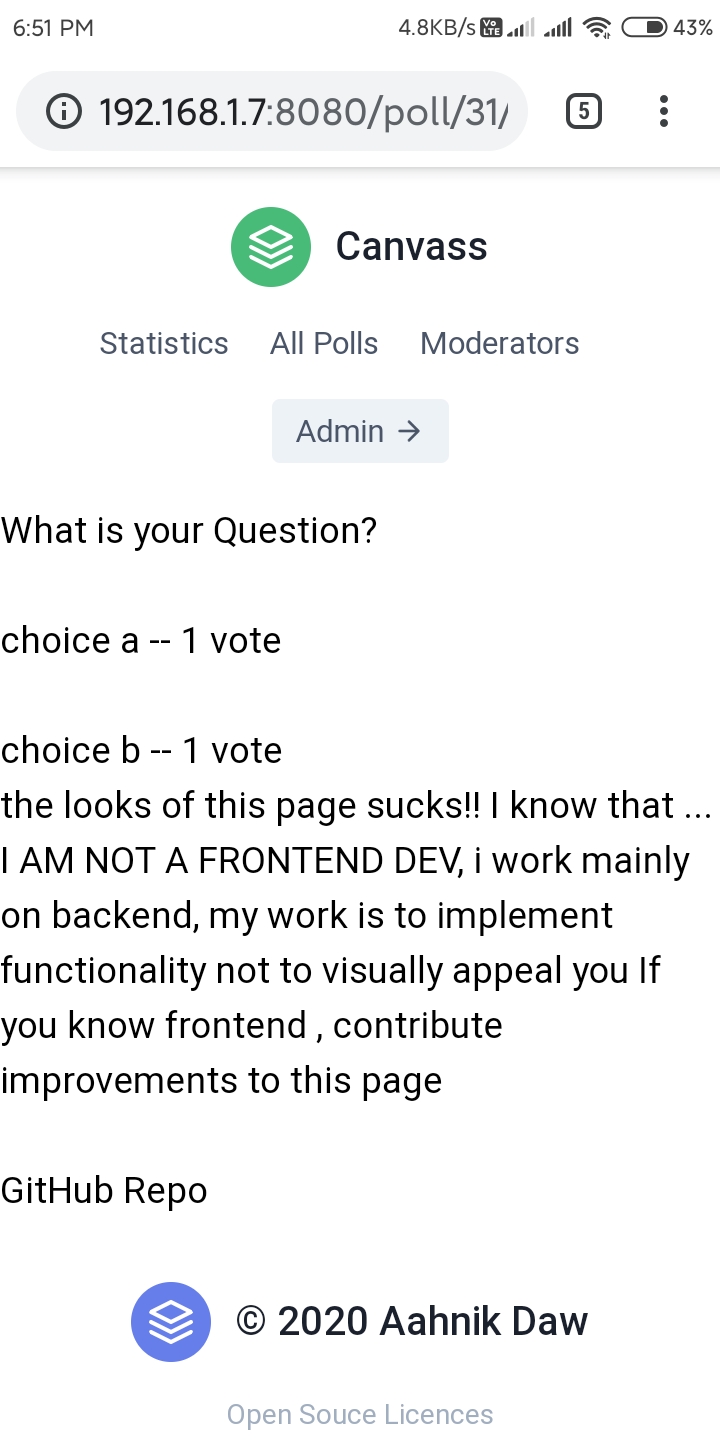 6:51 PM 4.8KB/s Vo LTE 43%
192.168.1.7:8080/poll/31/ 5
Canvass
Statistics All Polls Moderators
Admin →
What is your Question?
choice a -- 1 vote
choice b -- 1 vote
the looks of this page sucks!! I know that ...
I AM NOT A FRONTEND DEV, i work mainly
on backend, my work is to implement
functionality not to visually appeal you If
you know frontend , contribute
improvements to this page
GitHub Repo
© 2020 Aahnik Daw
Open Souce Licences